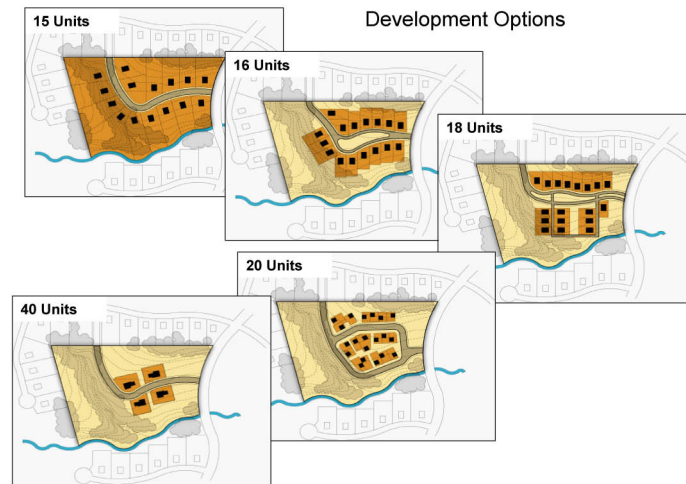 Development Options
15 Units
16 Units
18 Units
20 Units
40 Units